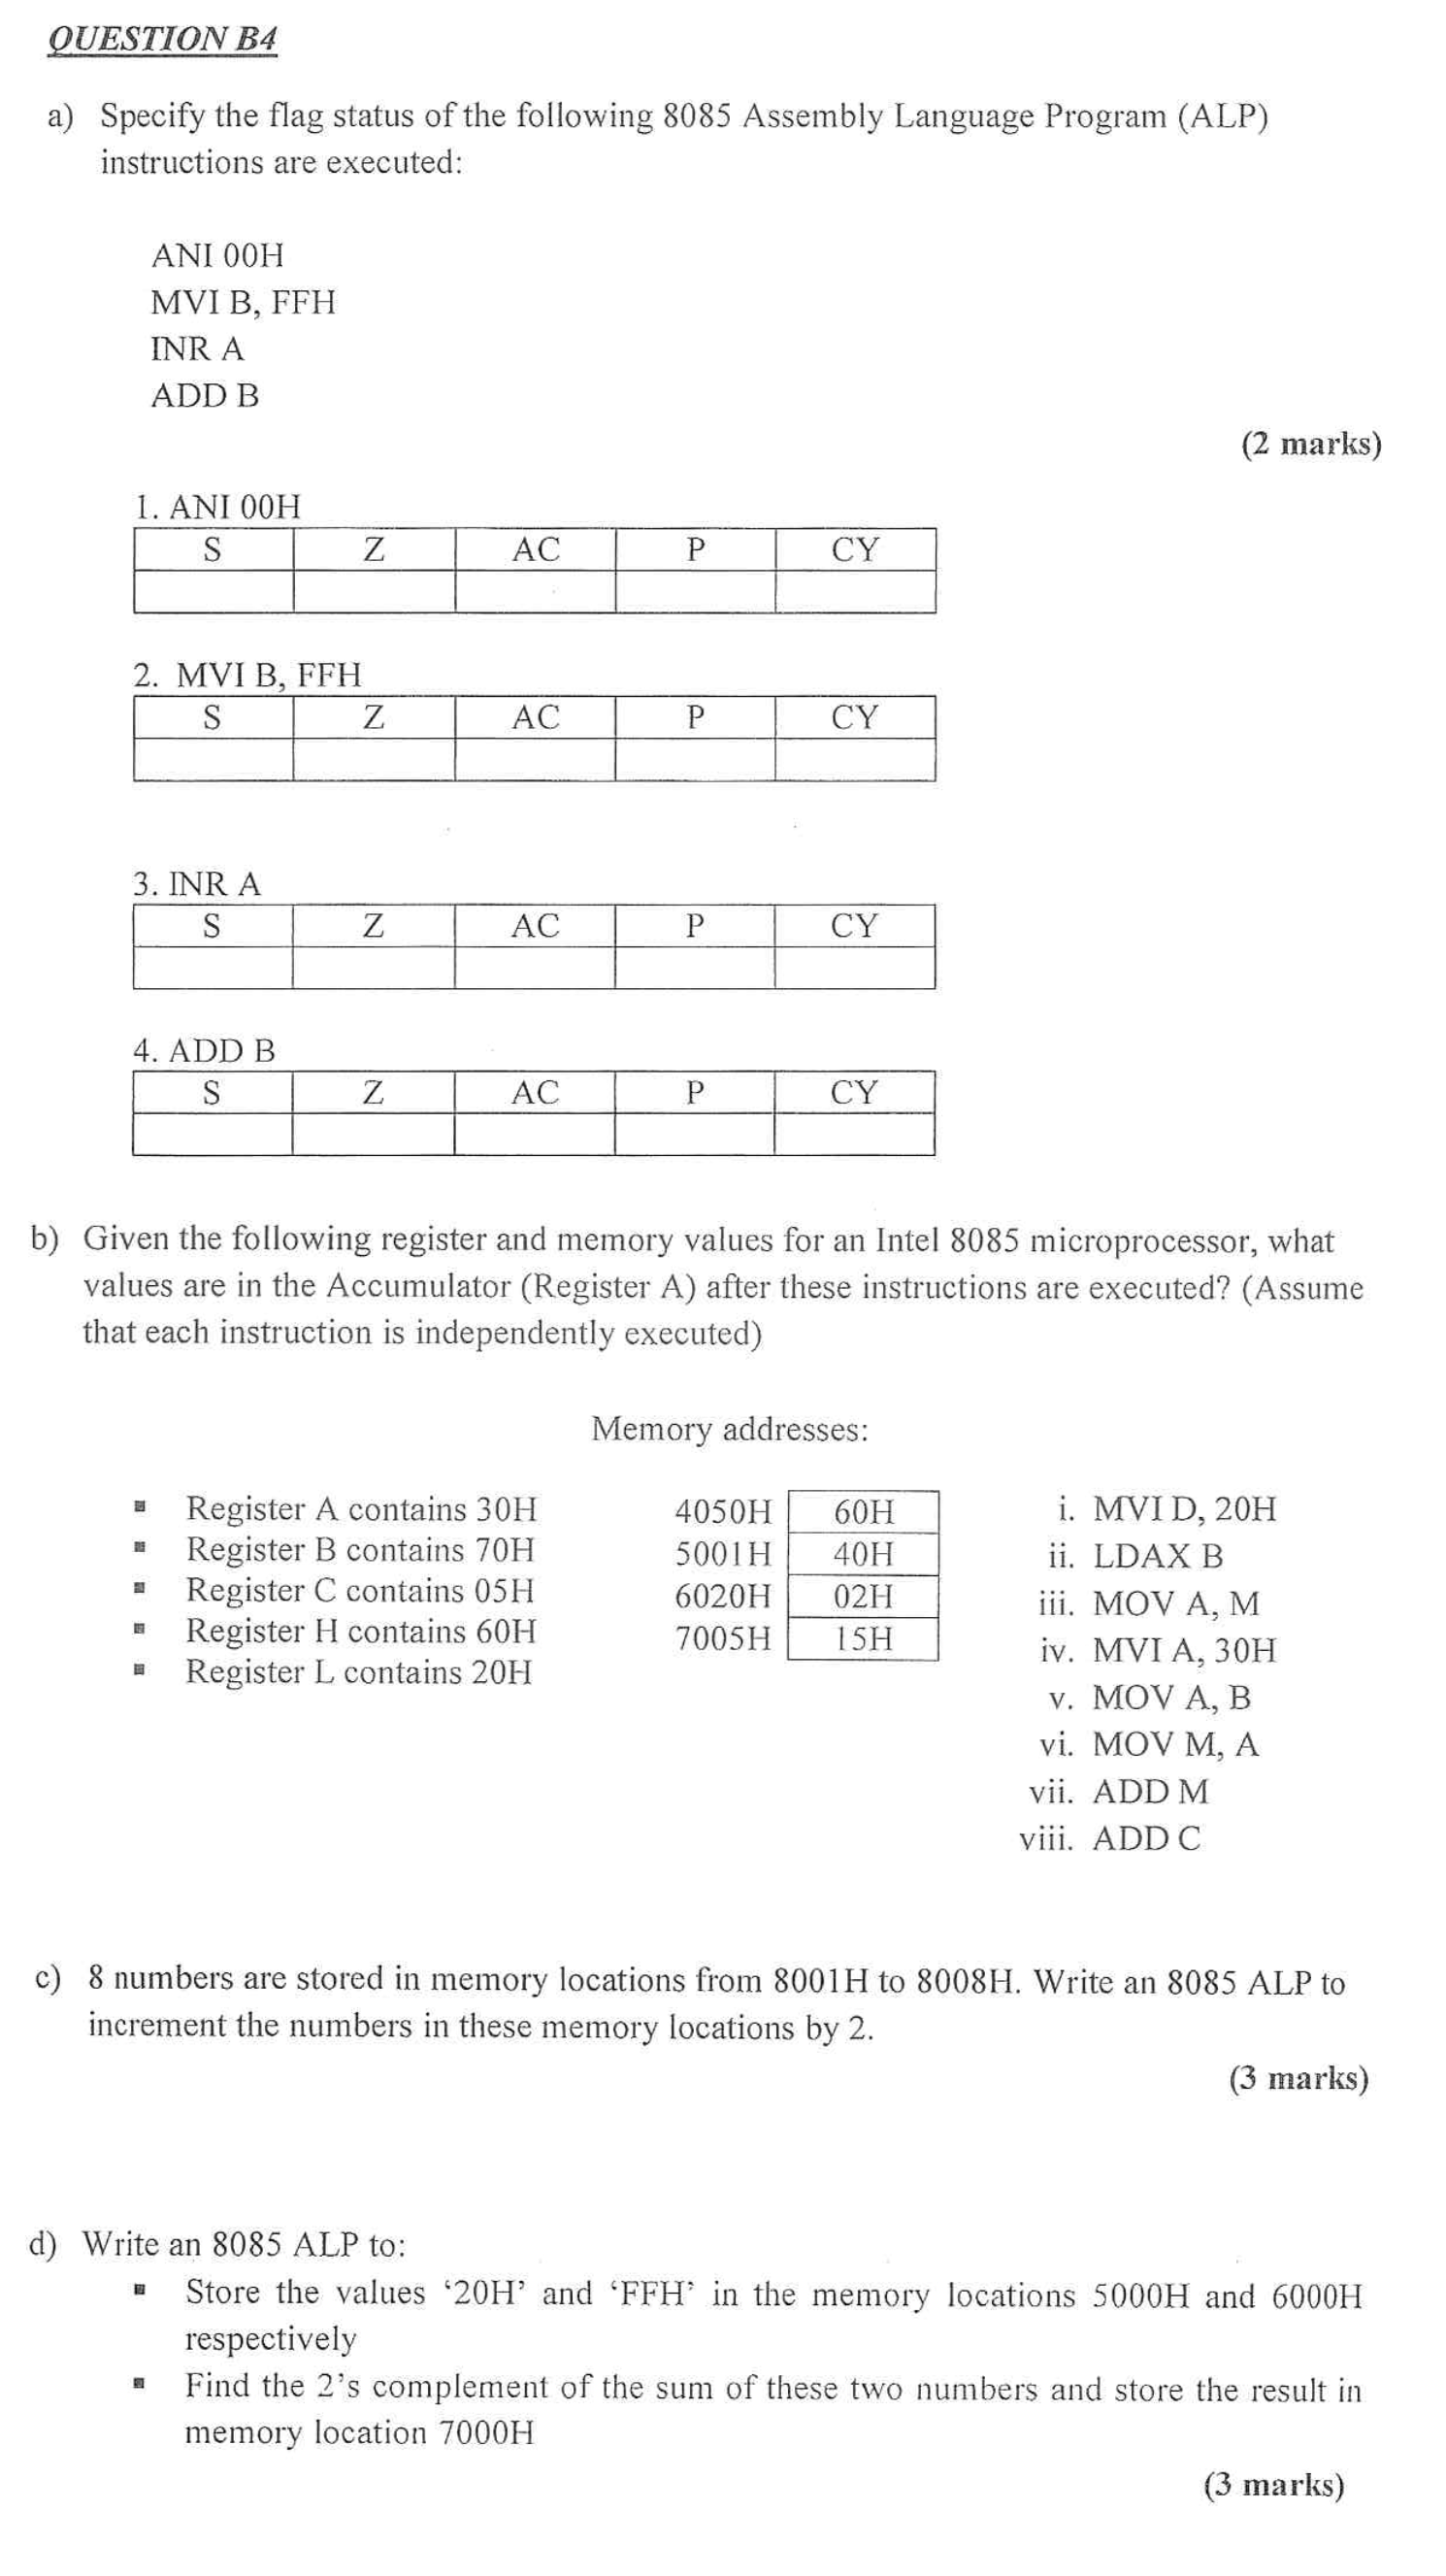 QUESTION B4
a) Specify the flag status of the following 8085 Assembly Language Program (ALP)
instructions are executed:
ANI 00H
MVI B, FFH
INR A
ADD B
(2 marks)
1. ANI 00H
S Z AC P CY
2. MVI B, FFH
S Z AC P CY
3. INR A
S Z AC P CY
4. ADD B
S Z AC P CY
b) Given the following register and memory values for an Intel 8085 microprocessor, what
values are in the Accumulator (Register A) after these instructions are executed? (Assume
that each instruction is independently executed)
Memory addresses:
▪ Register A contains 30H
▪ Register B contains 70H
▪ Register C contains 05H
▪ Register H contains 60H
▪ Register L contains 20H
4050H 60H
5001H 40H
6020H 02H
7005H 15H
i. MVI D, 20H
ii. LDAX B
iii. MOV A, M
iv. MVI A, 30H
v. MOV A, B
vi. MOV M, A
vii. ADD M
viii. ADD C
c) 8 numbers are stored in memory locations from 8001H to 8008H. Write an 8085 ALP to
increment the numbers in these memory locations by 2.
(3 marks)
d) Write an 8085 ALP to:
▪ Store the values ‘20H’ and ‘FFH’ in the memory locations 5000H and 6000H
respectively
▪ Find the 2’s complement of the sum of these two numbers and store the result in
memory location 7000H
(3 marks)